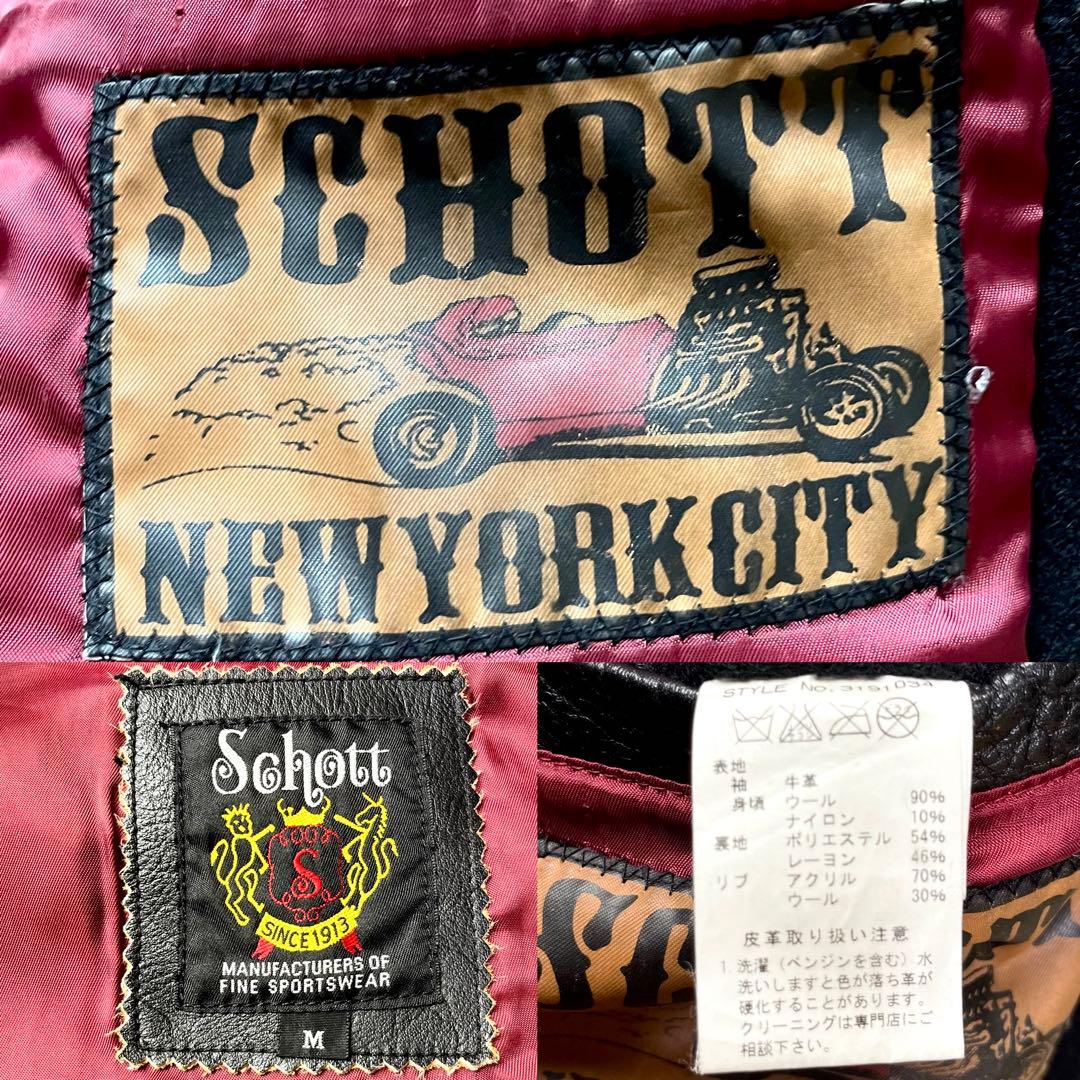 SCHOTT
NEW YORK CITY
Schott
S
SINCE 1913
MANUFACTURERS OF
FINE SPORTSWEAR
M
STYLE No.3191034
表地
袖 牛革
身頃 ウール 90%
ナイロン 10%
裏地 ポリエステル 54%
レーヨン 46%
リブ アクリル 70%
ウール 30%
皮革取り扱い注意
1.洗濯(ベンジンを含む)水
洗いしますと色が落ち革が
硬化することがあります。
クリーニングは専門店にご
相談下さい。